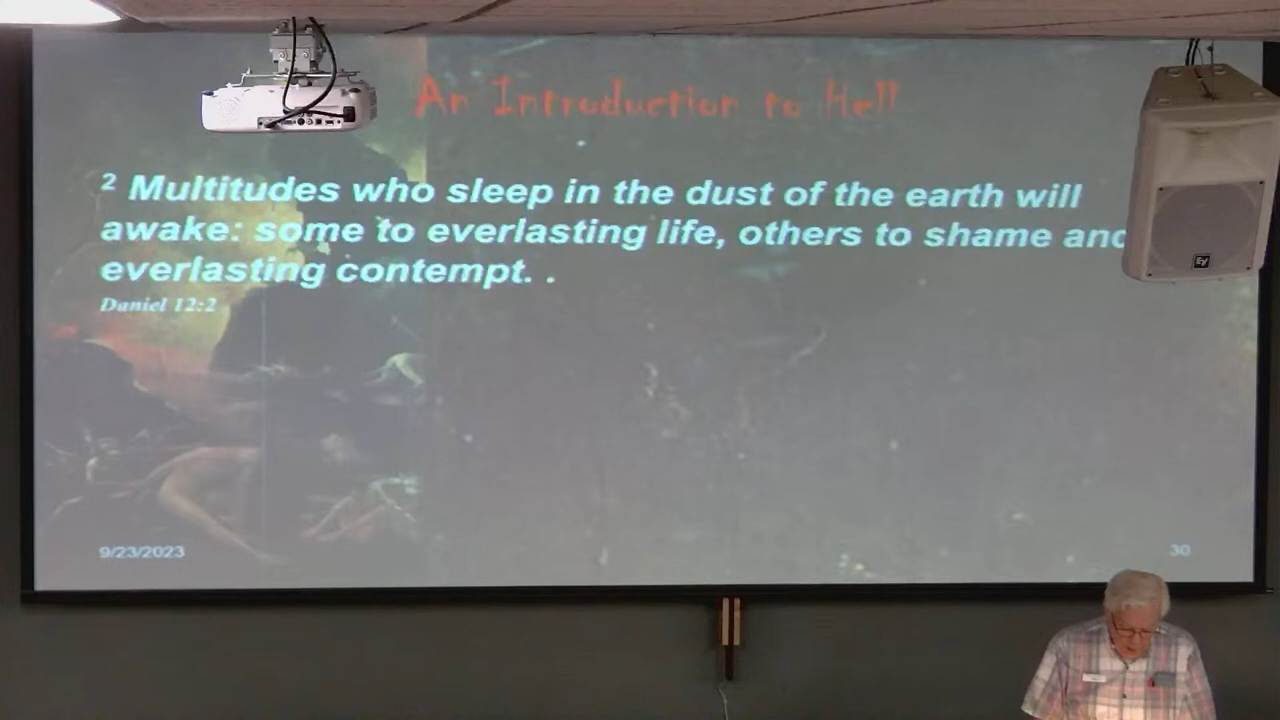 An Introduction to Hell
2 Multitudes who sleep in the dust of the earth will
awake: some to everlasting life, others to shame and
everlasting contempt. .
Daniel 12:2
9/23/2023
30
EV